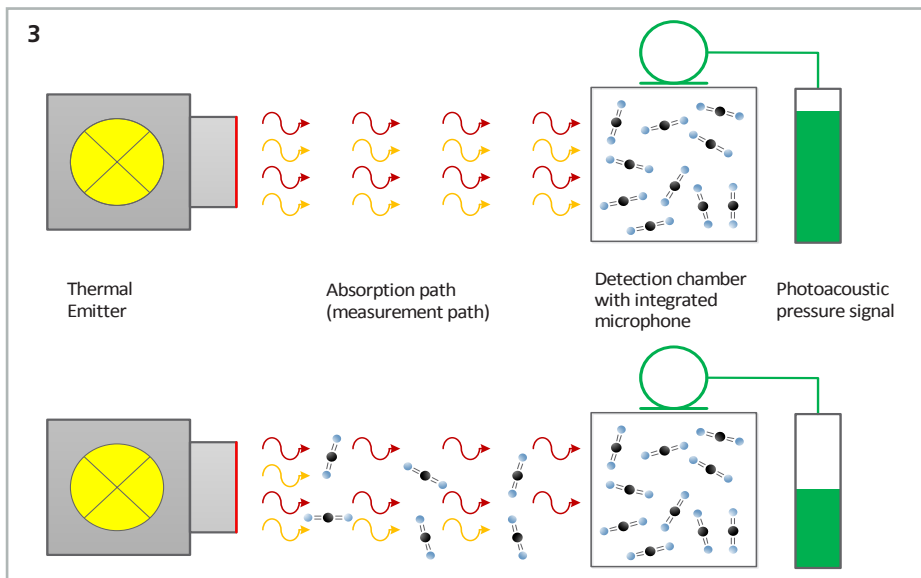 3
Thermal
Emitter
Absorption path
(measurement path)
Detection chamber
with integrated
microphone
Photoacoustic
pressure signal